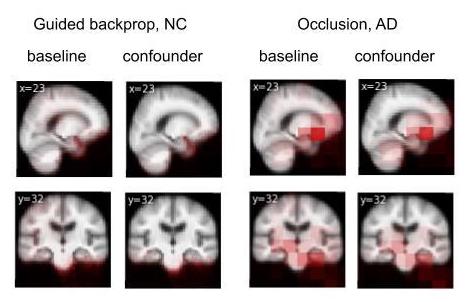 Guided backprop, NC
Occlusion, AD
baseline confounder baseline confounder
x=23 x=23 x=23 x=23
y=32 y=32 y=32 y=32